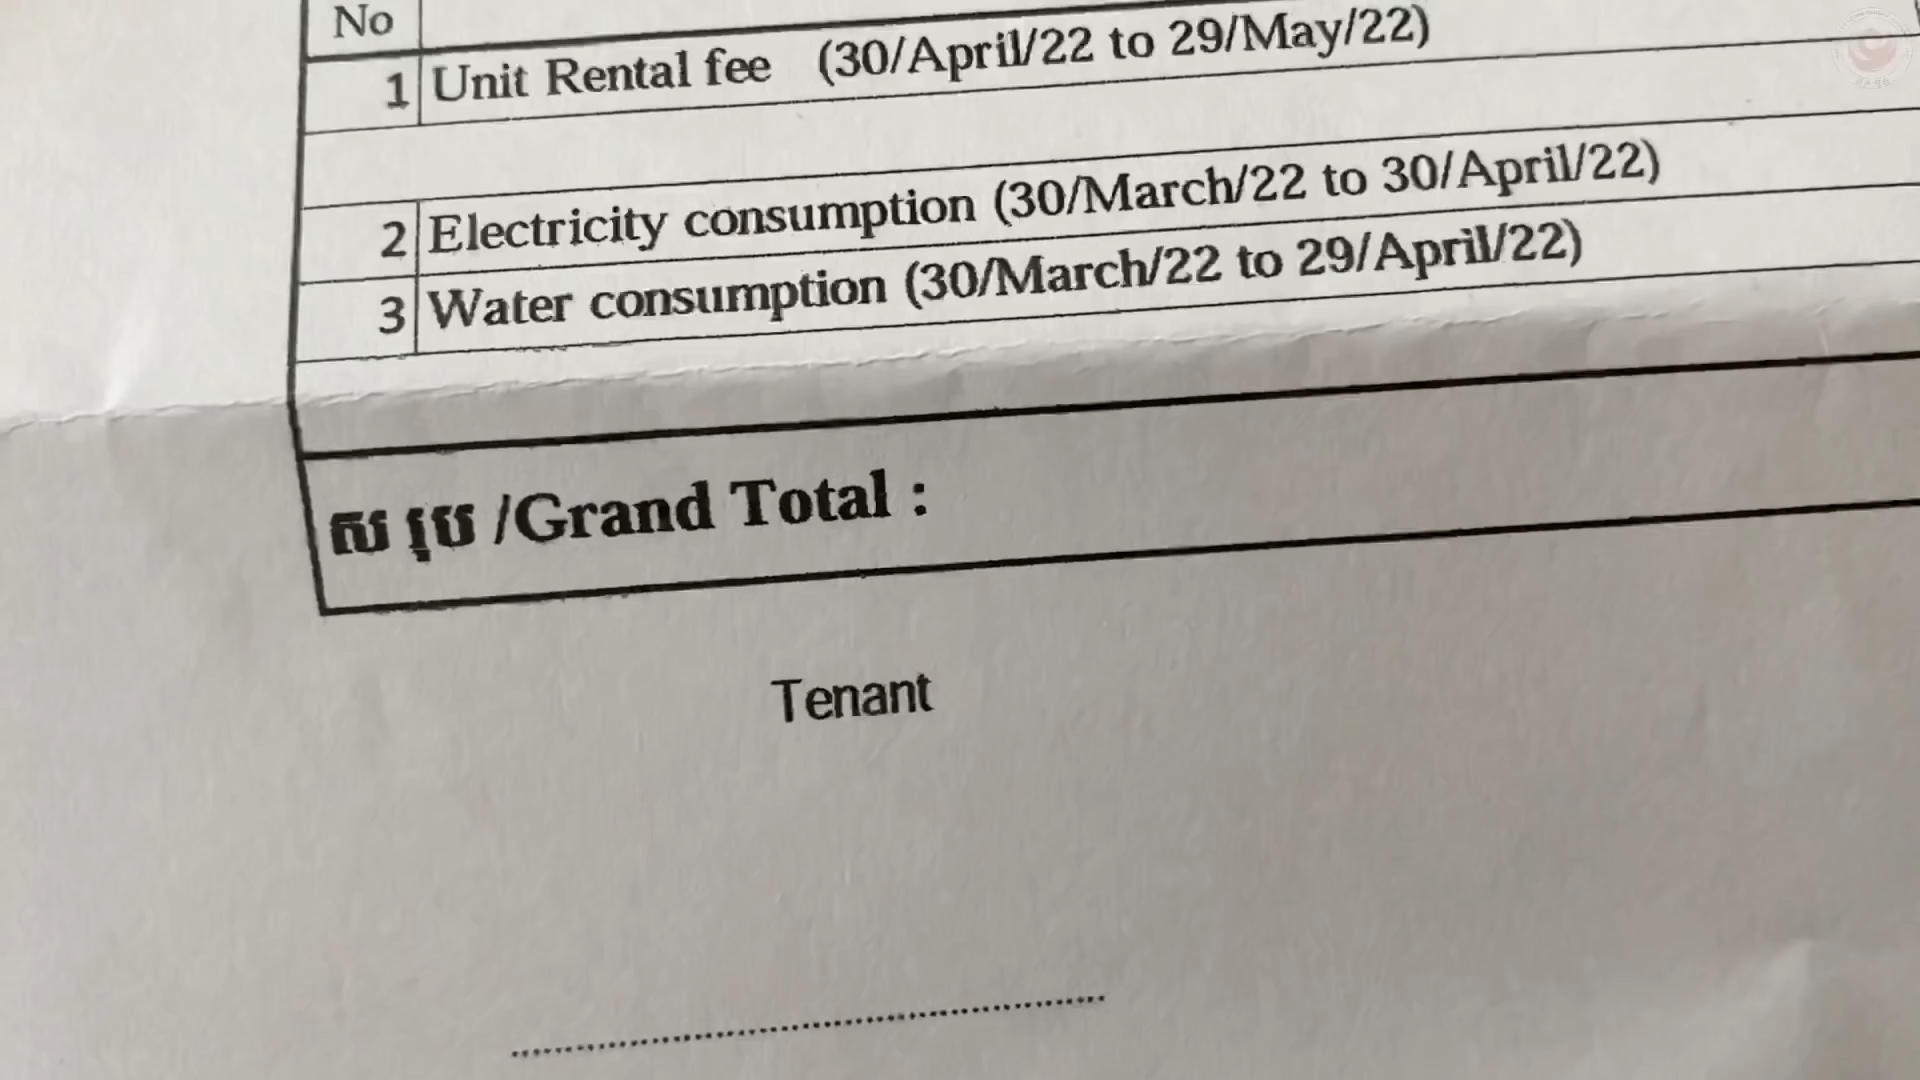 No
1 Unit Rental fee (30/April/22 to 29/May/22)
2 Electricity consumption (30/March/22 to 30/April/22)
3 Water consumption (30/March/22 to 29/April/22)
ស រុប /Grand Total :
Tenant